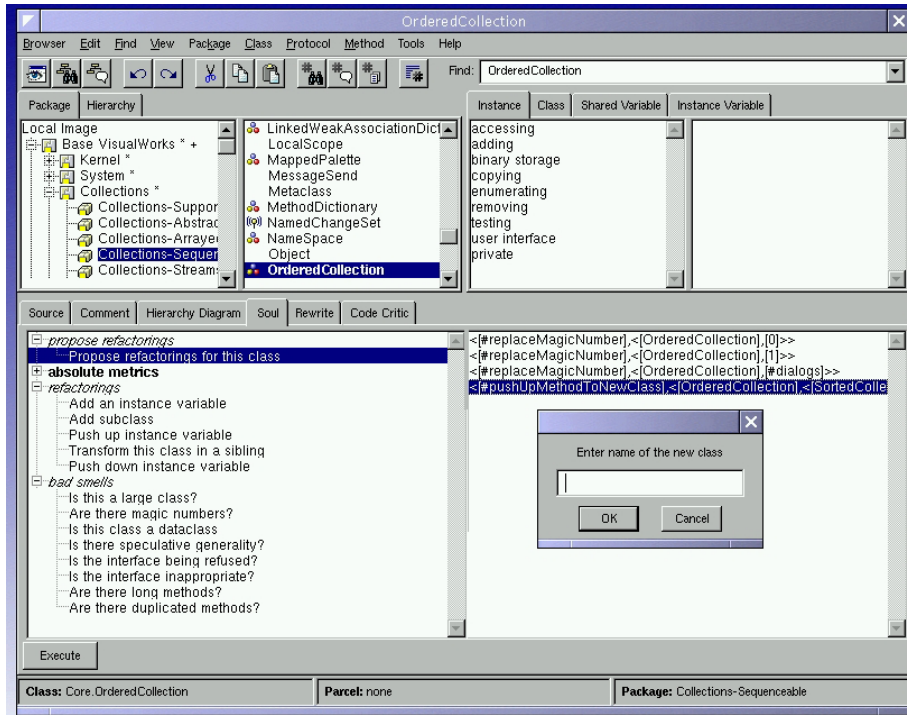 OrderedCollection
Browser Edit Find View Package Class Protocol Method Tools Help
Find: OrderedCollection
Package Hierarchy
Instance Class Shared Variable Instance Variable
Local Image
Base VisualWorks * +
Kernel *
System *
Collections *
Collections-Suppor
Collections-Abstrac
Collections-Arraye
Collections-Sequer
Collections-Stream
LinkedWeakAssociationDict
LocalScope
MappedPalette
MessageSend
Metaclass
MethodDictionary
NamedChangeSet
NameSpace
Object
OrderedCollection
accessing
adding
binary storage
copying
enumerating
removing
testing
user interface
private
Source Comment Hierarchy Diagram Soul Rewrite Code Critic
propose refactorings
Propose refactorings for this class
absolute metrics
refactorings
Add an instance variable
Add subclass
Push up instance variable
Transform this class in a sibling
Push down instance variable
bad smells
Is this a large class?
Are there magic numbers?
Is this class a dataclass
Is there speculative generality?
Is the interface being refused?
Is the interface inappropriate?
Are there long methods?
Are there duplicated methods?
<[#replaceMagicNumber],<[OrderedCollection],[0]>>
<[#replaceMagicNumber],<[OrderedCollection],[1]>>
<[#replaceMagicNumber],<[OrderedCollection],[#dialogs]>>
<[#pushUpMethodToNewClass],<[OrderedCollection],<[SortedColle
Enter name of the new class
OK Cancel
Execute
Class: Core.OrderedCollection
Parcel: none
Package: Collections-Sequenceable